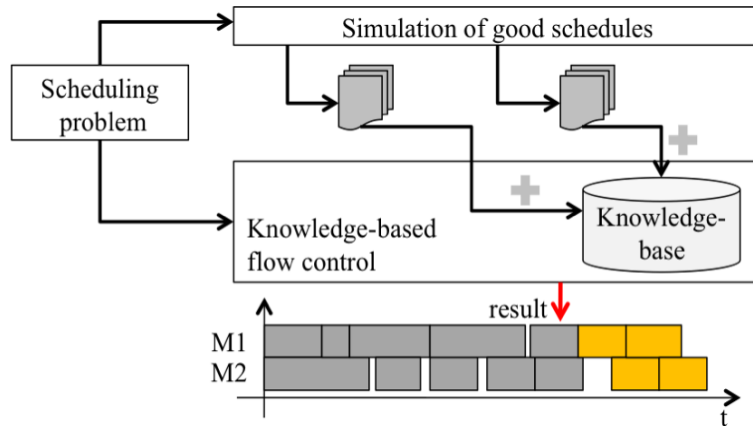 Simulation of good schedules
Scheduling
problem
Knowledge-based
flow control
Knowledge-
base
result
M1
M2
t